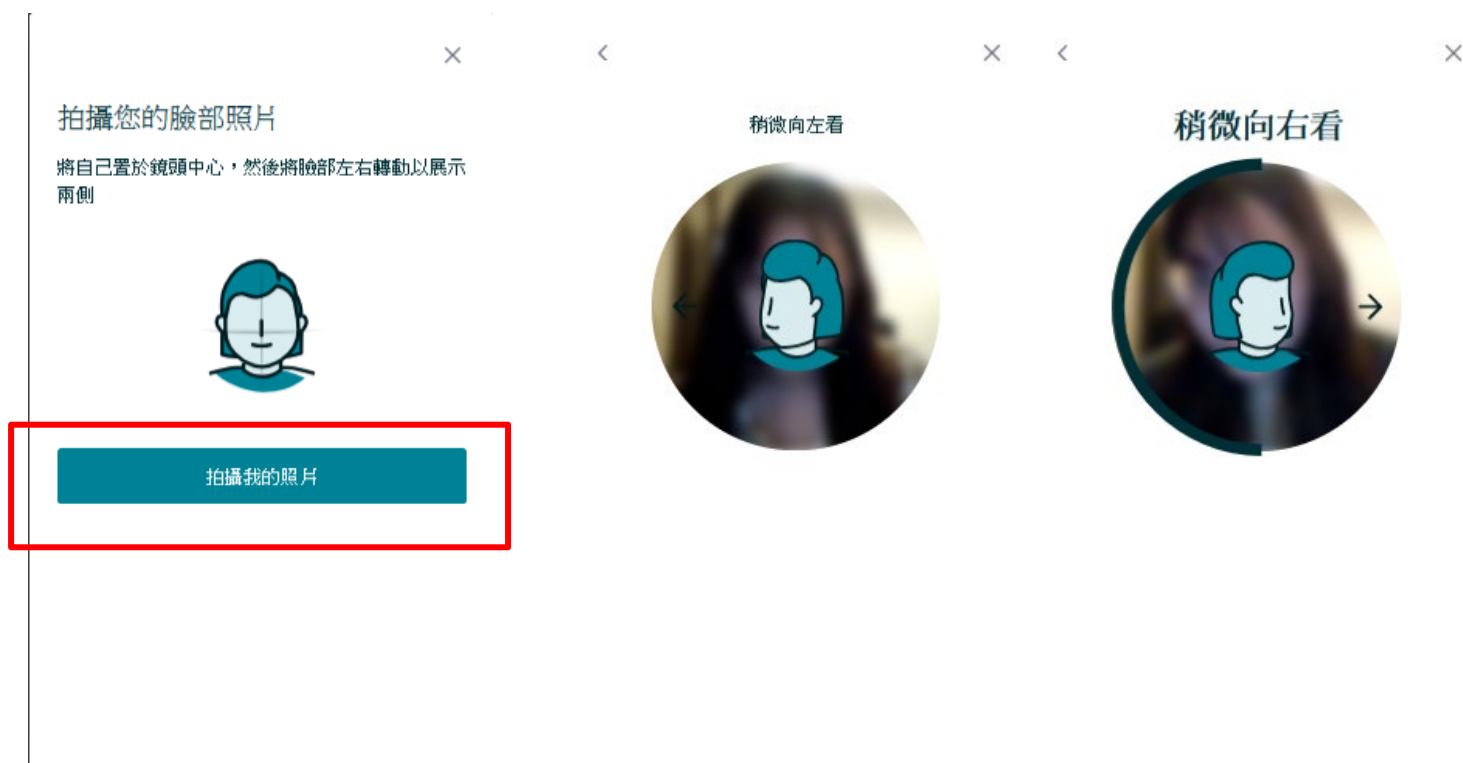 拍攝您的臉部照片
將自己置於鏡頭中心，然後將臉部左右轉動以展示
兩側
拍攝我的照片
稍微向左看
稍微向右看